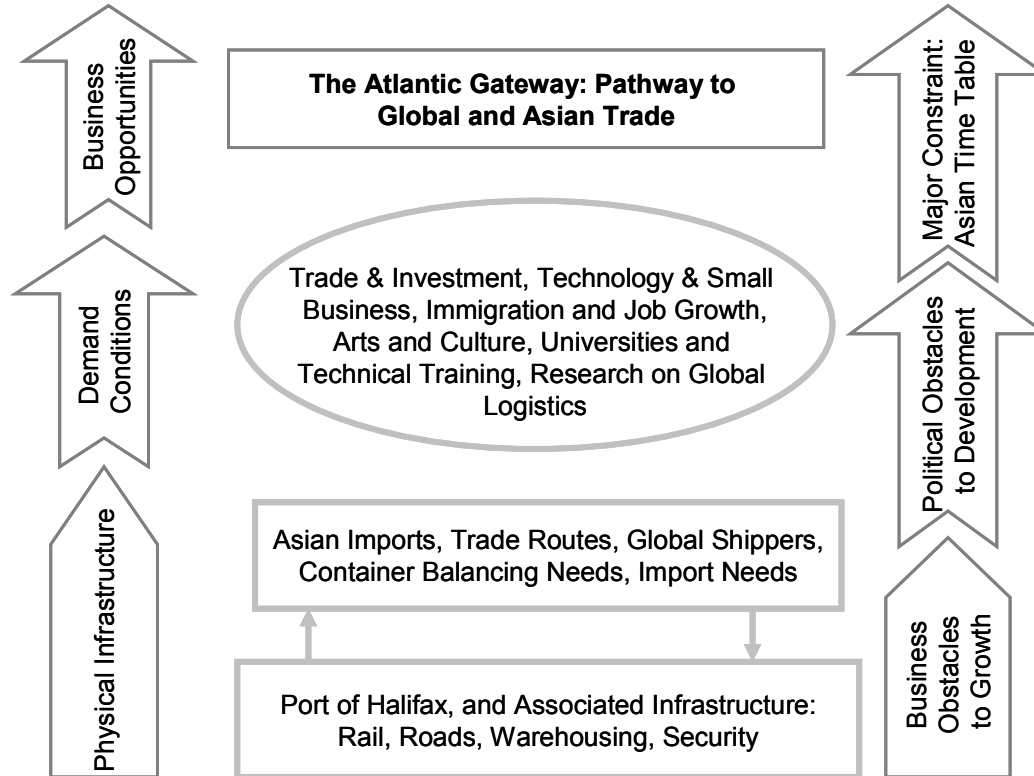 The Atlantic Gateway: Pathway to
Global and Asian Trade
Business
Opportunities
Demand
Conditions
Physical Infrastructure
Trade & Investment, Technology & Small
Business, Immigration and Job Growth,
Arts and Culture, Universities and
Technical Training, Research on Global
Logistics
Asian Imports, Trade Routes, Global Shippers,
Container Balancing Needs, Import Needs
Port of Halifax, and Associated Infrastructure:
Rail, Roads, Warehousing, Security
Major Constraint:
Asian Time Table
Political Obstacles
to Development
Business
Obstacles
to Growth